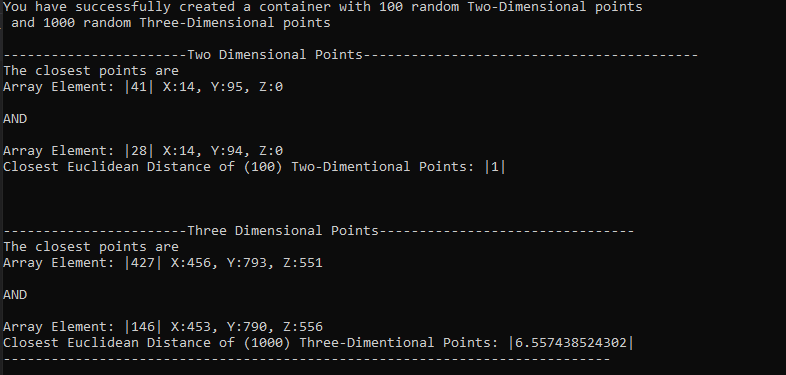 You have successfully created a container with 100 random Two-Dimensional points
and 1000 random Three-Dimensional points
-----------------------Two Dimensional Points------------------------------------------
The closest points are
Array Element: |41| X:14, Y:95, Z:0
AND
Array Element: |28| X:14, Y:94, Z:0
Closest Euclidean Distance of (100) Two-Dimentional Points: |1|
-----------------------Three Dimensional Points--------------------------------
The closest points are
Array Element: |427| X:456, Y:793, Z:551
AND
Array Element: |146| X:453, Y:790, Z:556
Closest Euclidean Distance of (1000) Three-Dimentional Points: |6.557438524302|
----------------------------------------------------------------------------